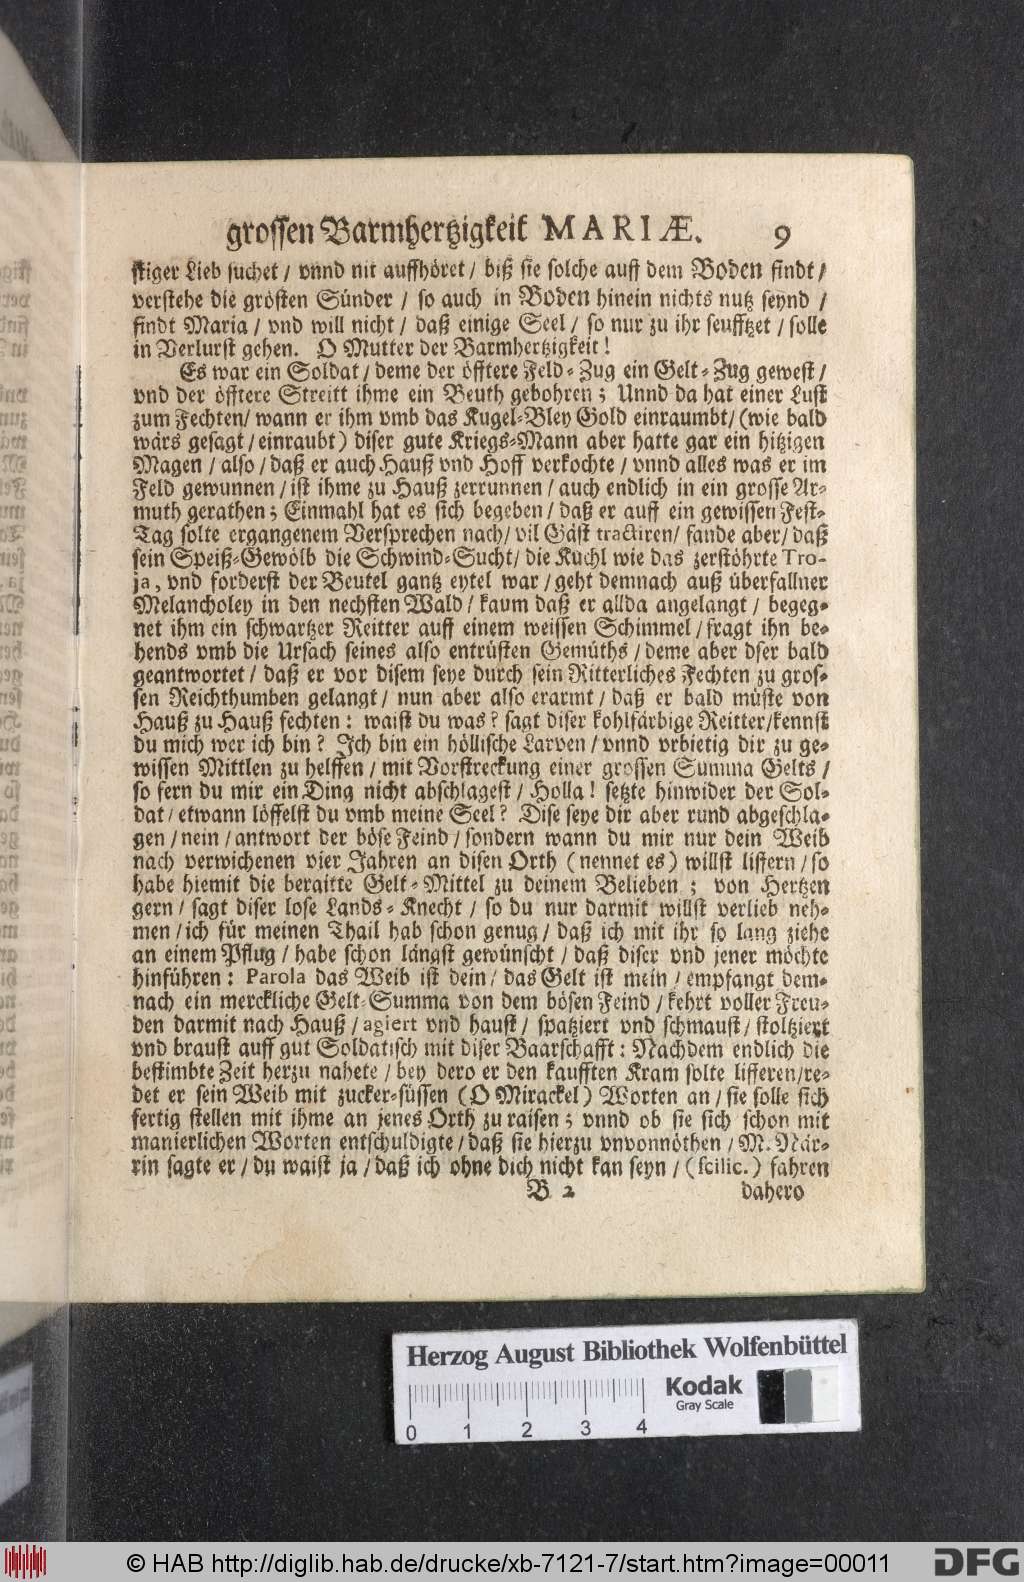 grossen Barmhertzigkeit MARIÆ. 9
stiger Lieb suchet / vnnd nit auffhöret / biß sie solche auff dem Boden findt /
verstehe die grösten Sünder / so auch in Boden hinein nichts nutz seynd /
findt Maria / vnd will nicht / daß einige Seel / so nur zu ihr seufftzet / solle
in Verlurst gehen. O Mutter der Barmhertzigkeit!
Es war ein Soldat / deme der öfftere Feld-Zug ein Gelt-Zug gewest /
vnd der öfftere Streitt ihme ein Beuth gebohren; Unnd da hat einer Lust
zum Fechten / wann er ihm vmb das Kugel-Bley Gold einraumbt / (wie bald
wärs gesagt / einraubt) diser gute Kriegs-Mann aber hatte gar ein hitzigen
Magen / also / daß er auch Hauß vnd Hoff verkochte / vnnd alles was er im
Feld gewunnen / ist ihme zu Hauß zerrunnen / auch endlich in ein grosse Ar-
muth gerathen; Einmahl hat es sich begeben / daß er auff ein gewissen Fest-
Tag solte ergangenem Versprechen nach / vil Gäst tractiren / fande aber / daß
sein Speiß-Gewölb die Schwind-Sucht / die Kuchl wie das zerstöhrte Tro-
ja, vnd forderst der Beutel gantz eytel war / geht demnach auß überfallner
Melancholey in den nechsten Wald / kaum daß er allda angelangt / begeg-
net ihm ein schwartzer Reitter auff einem weissen Schimmel / fragt ihn be-
hends vmb die Ursach seines also entrüsten Gemüths / deme aber dser bald
geantwortet / daß er vor disem seye durch sein Ritterliches Fechten zu gros-
sen Reichthumben gelangt / nun aber also erarmt / daß er bald müste von
Hauß zu Hauß fechten: waist du was? sagt diser kohlfärbige Reitter / kennst
du mich wer ich bin? Ich bin ein höllische Larven / vnnd vrbietig dir zu ge-
wissen Mittlen zu helffen / mit Vorstreckung einer grossen Summa Gelts /
so fern du mir ein Ding nicht abschlagest / Holla! setzte hinwider der Sol-
dat / etwann löffelst du vmb meine Seel? Dise seye dir aber rund abgeschla-
gen / nein / antwort der böse Feind / sondern wann du mir nur dein Weib
nach verwichenen vier Jahren an disen Orth (nennet es) willst liffern / so
habe hiemit die beraitte Gelt-Mittel zu deinem Belieben; von Hertzen
gern / sagt diser lose Lands-Knecht / so du nur darmit willst verlieb neh-
men / ich für meinen Thail hab schon genug / daß ich mit ihr so lang ziehe
an einem Pflug / habe schon längst gewünscht / daß diser vnd jener möchte
hinführen: Parola das Weib ist dein / das Gelt ist mein / empfangt dem-
nach ein merckliche Gelt-Summa von dem bösen Feind / kehrt voller Freu-
den darmit nach Hauß / agiert vnd haust / spatziert vnd schmaust / stoltziert
vnd braust auff gut Soldatisch mit diser Baarschafft: Nachdem endlich die
bestimbte Zeit herzu nahete / bey dero er den kaufften Kram solte lifferen / re-
det er sein Weib mit zucker-süssen (O Mirackel) Worten an / sie solle sich
fertig stellen mit ihme an jenes Orth zu raisen; vnnd ob sie sich schon mit
manierlichen Worten entschuldigte / daß sie hierzu vnvonnöthen / M. När-
rin sagte er / du waist ja / daß ich ohne dich nicht kan seyn / (scilic.) fahren
B 2 dahero
Herzog August Bibliothek Wolfenbüttel
Kodak
Gray Scale
0 1 2 3 4
© HAB http://diglib.hab.de/drucke/xb-7121-7/start.htm?image=00011
DFG